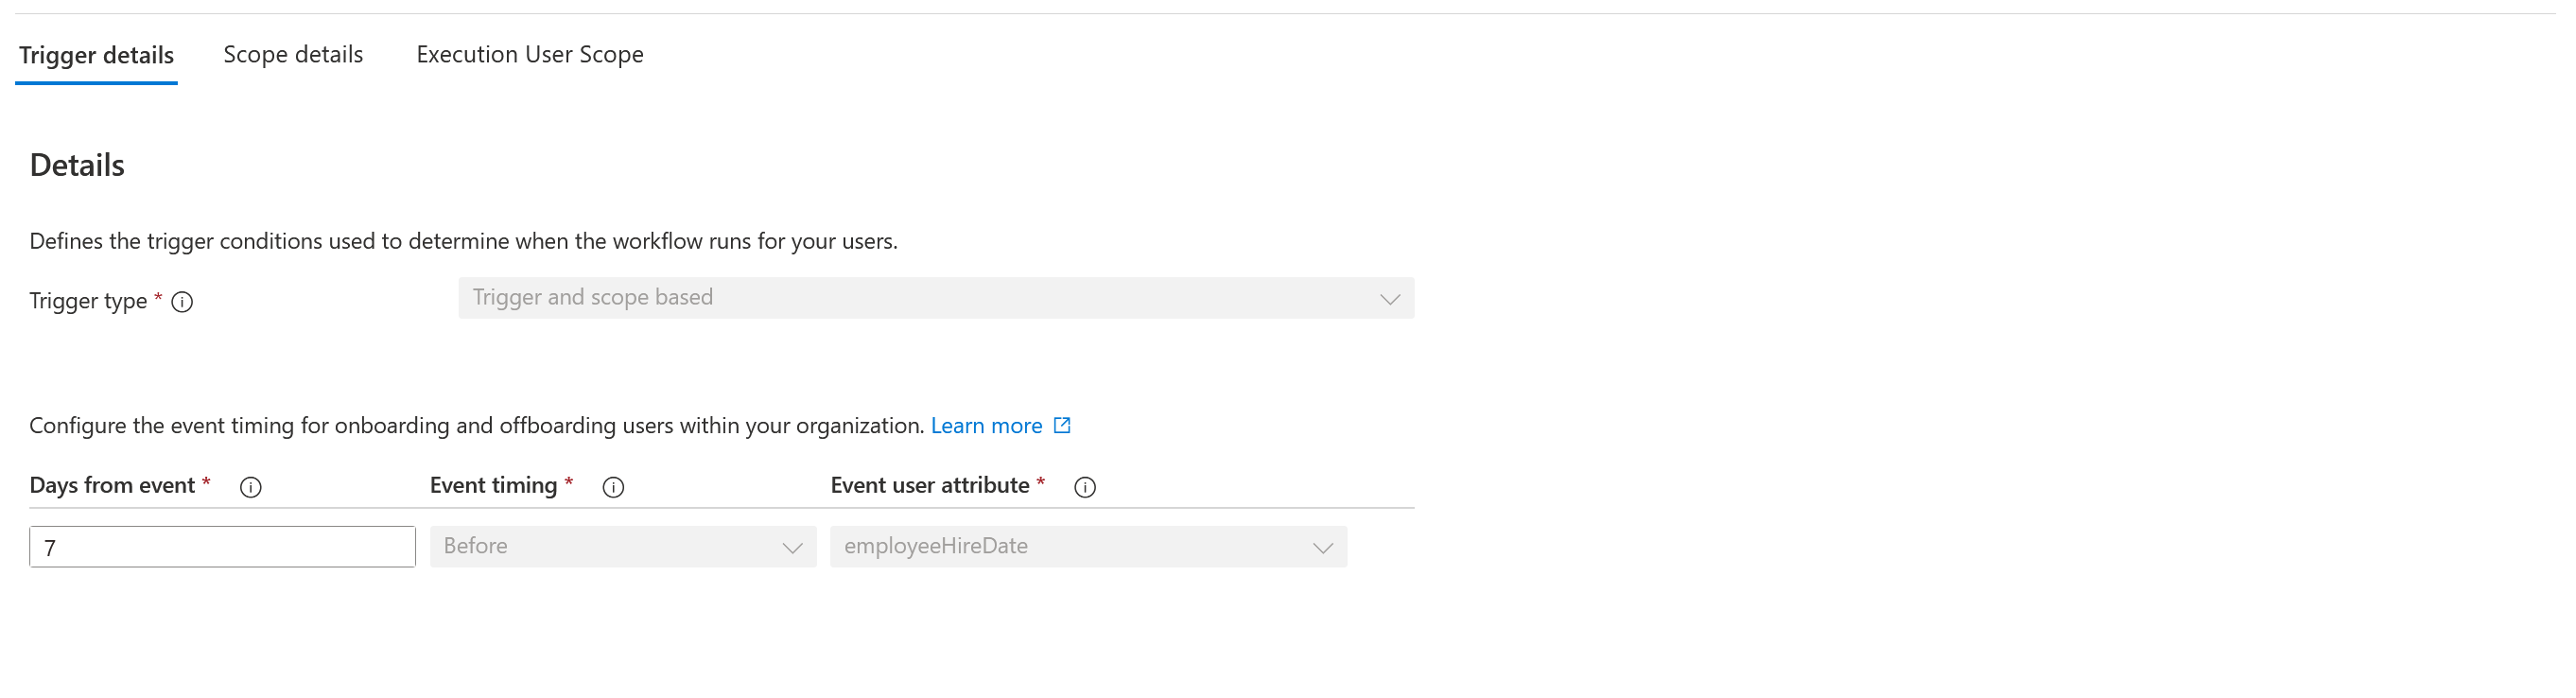 Trigger details
Scope details
Execution User Scope
Details
Defines the trigger conditions used to determine when the workflow runs for your users.
Trigger type *
Trigger and scope based
Configure the event timing for onboarding and offboarding users within your organization. Learn more
Days from event *
Event timing *
Event user attribute *
7
Before
employeeHireDate